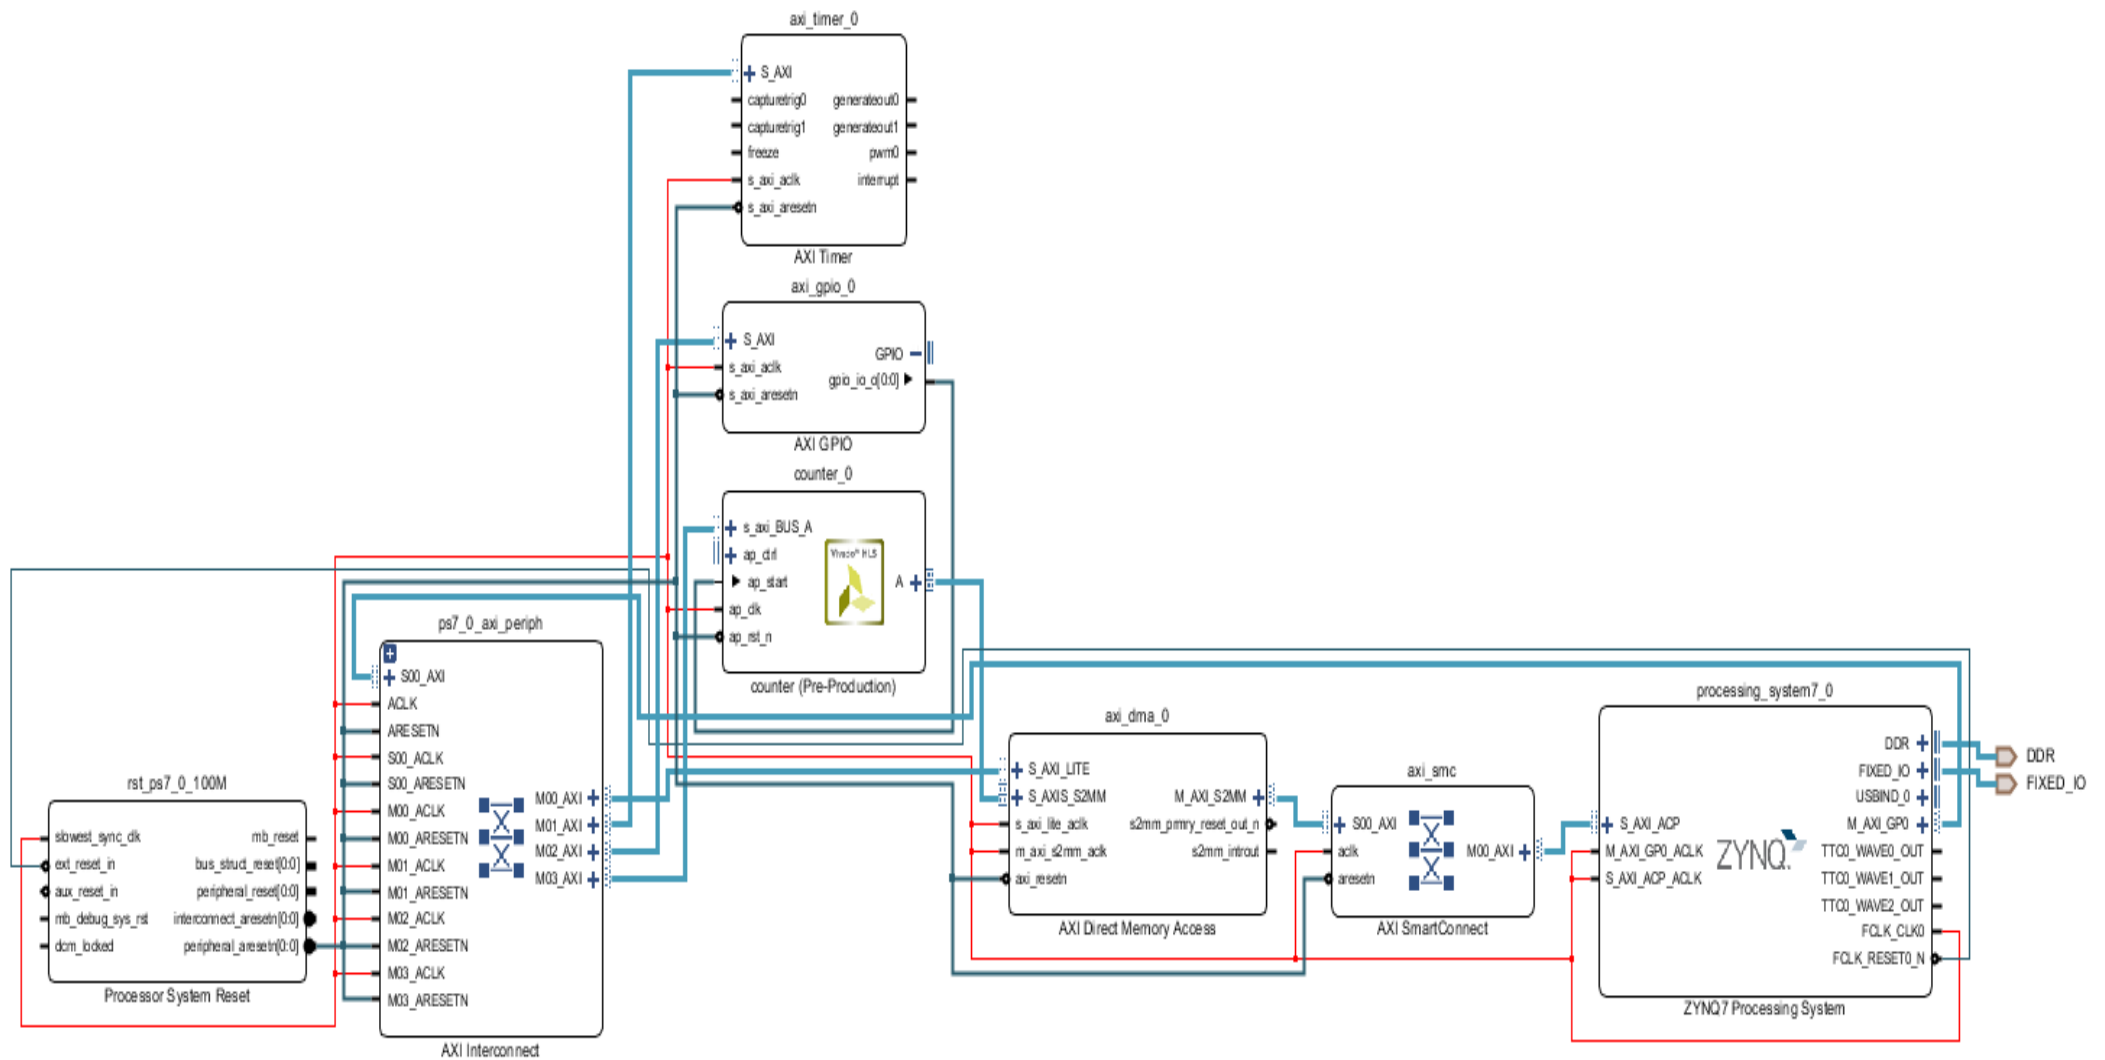 axi_timer_0
S_AXI
capturetrig0 generateout0
capturetrig1 generateout1
freeze pwm0
s_axi_aclk interrupt
s_axi_aresetn
AXI Timer
axi_gpio_0
S_AXI
GPIO
s_axi_aclk
gpio_io_o[0:0]
s_axi_aresetn
AXI GPIO
counter_0
s_axi_BUS_A
ap_ctrl
Vivado® HLS
ap_start A
ap_clk
ap_rst_n
counter (Pre-Production)
ps7_0_axi_periph
S00_AXI
ACLK
ARESETN
S00_ACLK
S00_ARESETN
M00_AXI
M00_ACLK
M01_AXI
M00_ARESETN
M02_AXI
M01_ACLK
M03_AXI
M01_ARESETN
M02_ACLK
M02_ARESETN
M03_ACLK
M03_ARESETN
AXI Interconnect
rst_ps7_0_100M
slowest_sync_clk mb_reset
ext_reset_in bus_struct_reset[0:0]
aux_reset_in peripheral_reset[0:0]
mb_debug_sys_rst interconnect_aresetn[0:0]
dcm_locked peripheral_aresetn[0:0]
Processor System Reset
axi_dma_0
S_AXI_LITE
S_AXIS_S2MM M_AXI_S2MM
s_axi_lite_aclk s2mm_prmry_reset_out_n
m_axi_s2mm_aclk s2mm_introut
axi_resetn
AXI Direct Memory Access
axi_smc
S00_AXI
aclk M00_AXI
aresetn
AXI SmartConnect
processing_system7_0
DDR
FIXED_IO
USBIND_0
S_AXI_ACP M_AXI_GP0
M_AXI_GP0_ACLK TTC0_WAVE0_OUT
ZYNQ.
S_AXI_ACP_ACLK TTC0_WAVE1_OUT
TTC0_WAVE2_OUT
FCLK_CLK0
FCLK_RESET0_N
ZYNQ7 Processing System
DDR
FIXED_IO